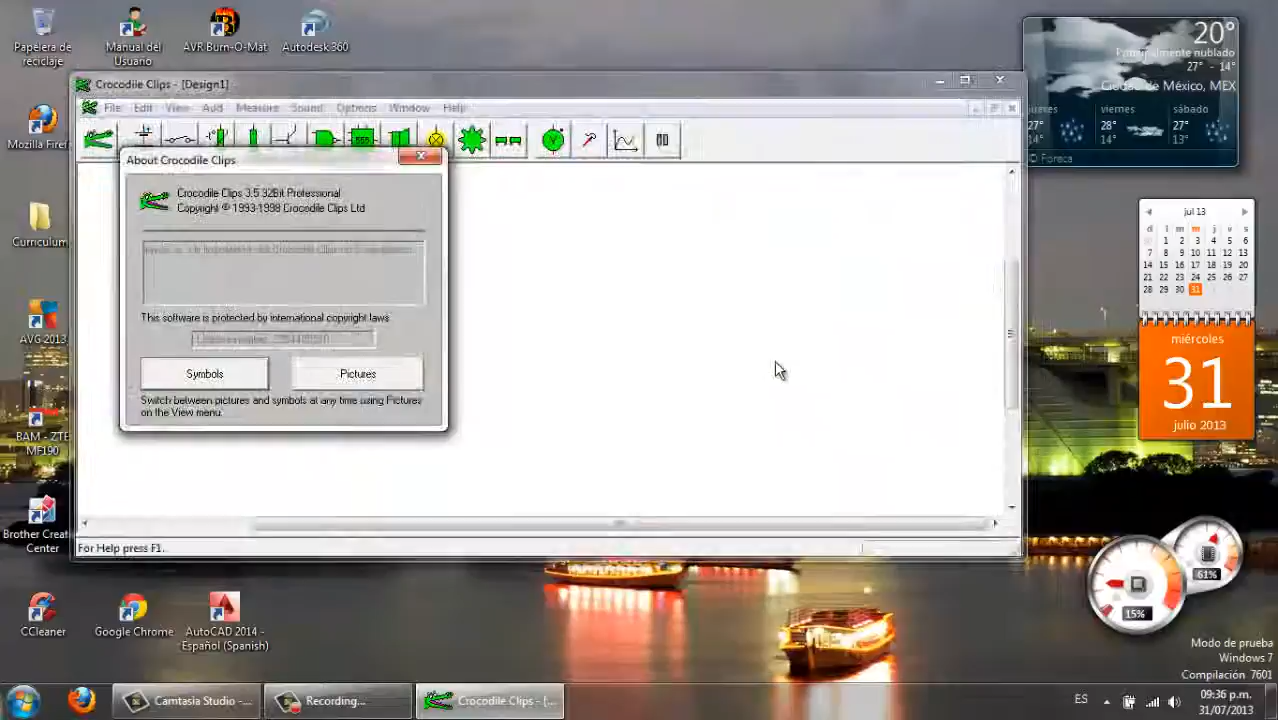 Papelera de
reciclaje
Manual del
Usuario
AVR Burn-O-Mat
Autodesk 360
Mozilla Firef
Curriculum
AVG 2013
BAM - ZTE
MF190
Brother Creat
Center
CCleaner
Google Chrome
AutoCAD 2014 -
Español (Spanish)
Crocodile Clips - [Design1]
File Edit View Add Measure Sound Options Window Help
555
V
About Crocodile Clips
Crocodile Clips 3.5 32Bit Professional
Copyright © 1993-1998 Crocodile Clips Ltd
This software is protected by international copyright laws
Symbols
Pictures
Switch between pictures and symbols at any time using Pictures
on the View menu.
For Help press F1.
20°
Principalmente nublado
27° - 14°
Ciudad de México, MEX
jueves viernes sábado
27° 28° 27°
14° 14° 13°
© Foreca
jul 13
d l m m j v s
1 2 3 4 5 6
7 8 9 10 11 12 13
14 15 16 17 18 19 20
21 22 23 24 25 26 27
28 29 30 31
miércoles
31
julio 2013
61%
15%
Modo de prueba
Windows 7
Compilación 7601
Camtasia Studio - ...
Recording...
Crocodile Clips - [...
ES
09:36 p.m.
31/07/2013